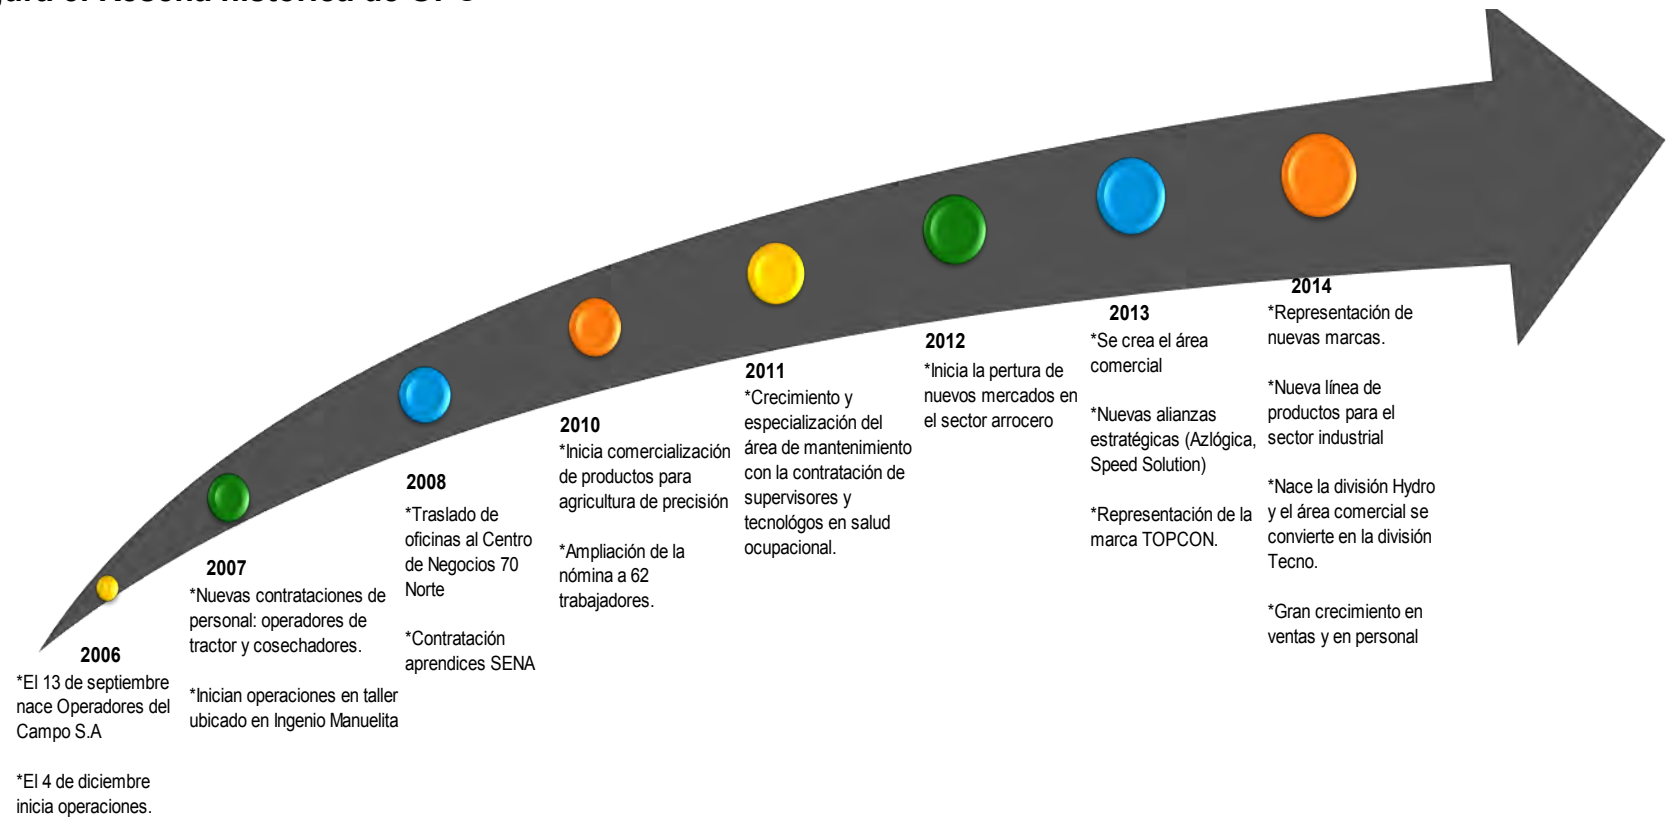 2006
*El 13 de septiembre
nace Operadores del
Campo S.A
*El 4 de diciembre
inicia operaciones.
2007
*Nuevas contrataciones de
personal: operadores de
tractor y cosechadores.
*Inician operaciones en taller
ubicado en Ingenio Manuelita
2008
*Traslado de
oficinas al Centro
de Negocios 70
Norte
*Contratación
aprendices SENA
2010
*Inicia comercialización
de productos para
agricultura de precisión
*Ampliación de la
nómina a 62
trabajadores.
2011
*Crecimiento y
especialización del
área de mantenimiento
con la contratación de
supervisores y
tecnológos en salud
ocupacional.
2012
*Inicia la pertura de
nuevos mercados en
el sector arrocero
2013
*Se crea el área
comercial
*Nuevas alianzas
estratégicas (Azlógica,
Speed Solution)
*Representación de la
marca TOPCON.
2014
*Representación de
nuevas marcas.
*Nueva línea de
productos para el
sector industrial
*Nace la división Hydro
y el área comercial se
convierte en la división
Tecno.
*Gran crecimiento en
ventas y en personal